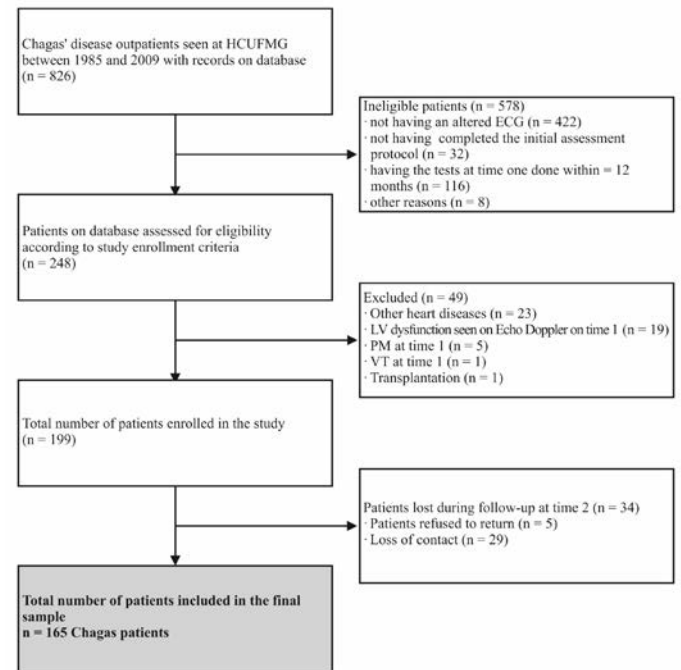 Chagas' disease outpatients seen at HCUFMG
between 1985 and 2009 with records on database
(n = 826)
Ineligible patients (n = 578)
· not having an altered ECG (n = 422)
· not having completed the initial assessment
protocol (n = 32)
· having the tests at time one done within = 12
months (n = 116)
· other reasons (n = 8)
Patients on database assessed for eligibility
according to study enrollment criteria
(n = 248)
Excluded (n = 49)
· Other heart diseases (n = 23)
· LV dysfunction seen on Echo Doppler on time 1 (n = 19)
· PM at time 1 (n = 5)
· VT at time 1 (n = 1)
· Transplantation (n = 1)
Total number of patients enrolled in the study
(n = 199)
Patients lost during follow-up at time 2 (n = 34)
· Patients refused to return (n = 5)
· Loss of contact (n = 29)
Total number of patients included in the final
sample
n = 165 Chagas patients